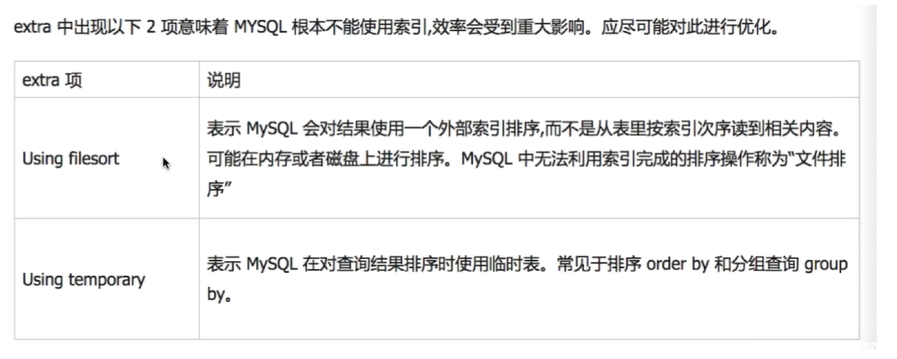 extra 中出现以下 2 项意味着 MYSQL 根本不能使用索引,效率会受到重大影响。应尽可能对此进行优化。
extra 项
说明
Using filesort
表示 MySQL 会对结果使用一个外部索引排序,而不是从表里按索引次序读到相关内容。
可能在内存或者磁盘上进行排序。MySQL 中无法利用索引完成的排序操作称为“文件排
序”
Using temporary
表示 MySQL 在对查询结果排序时使用临时表。常见于排序 order by 和分组查询 group
by。